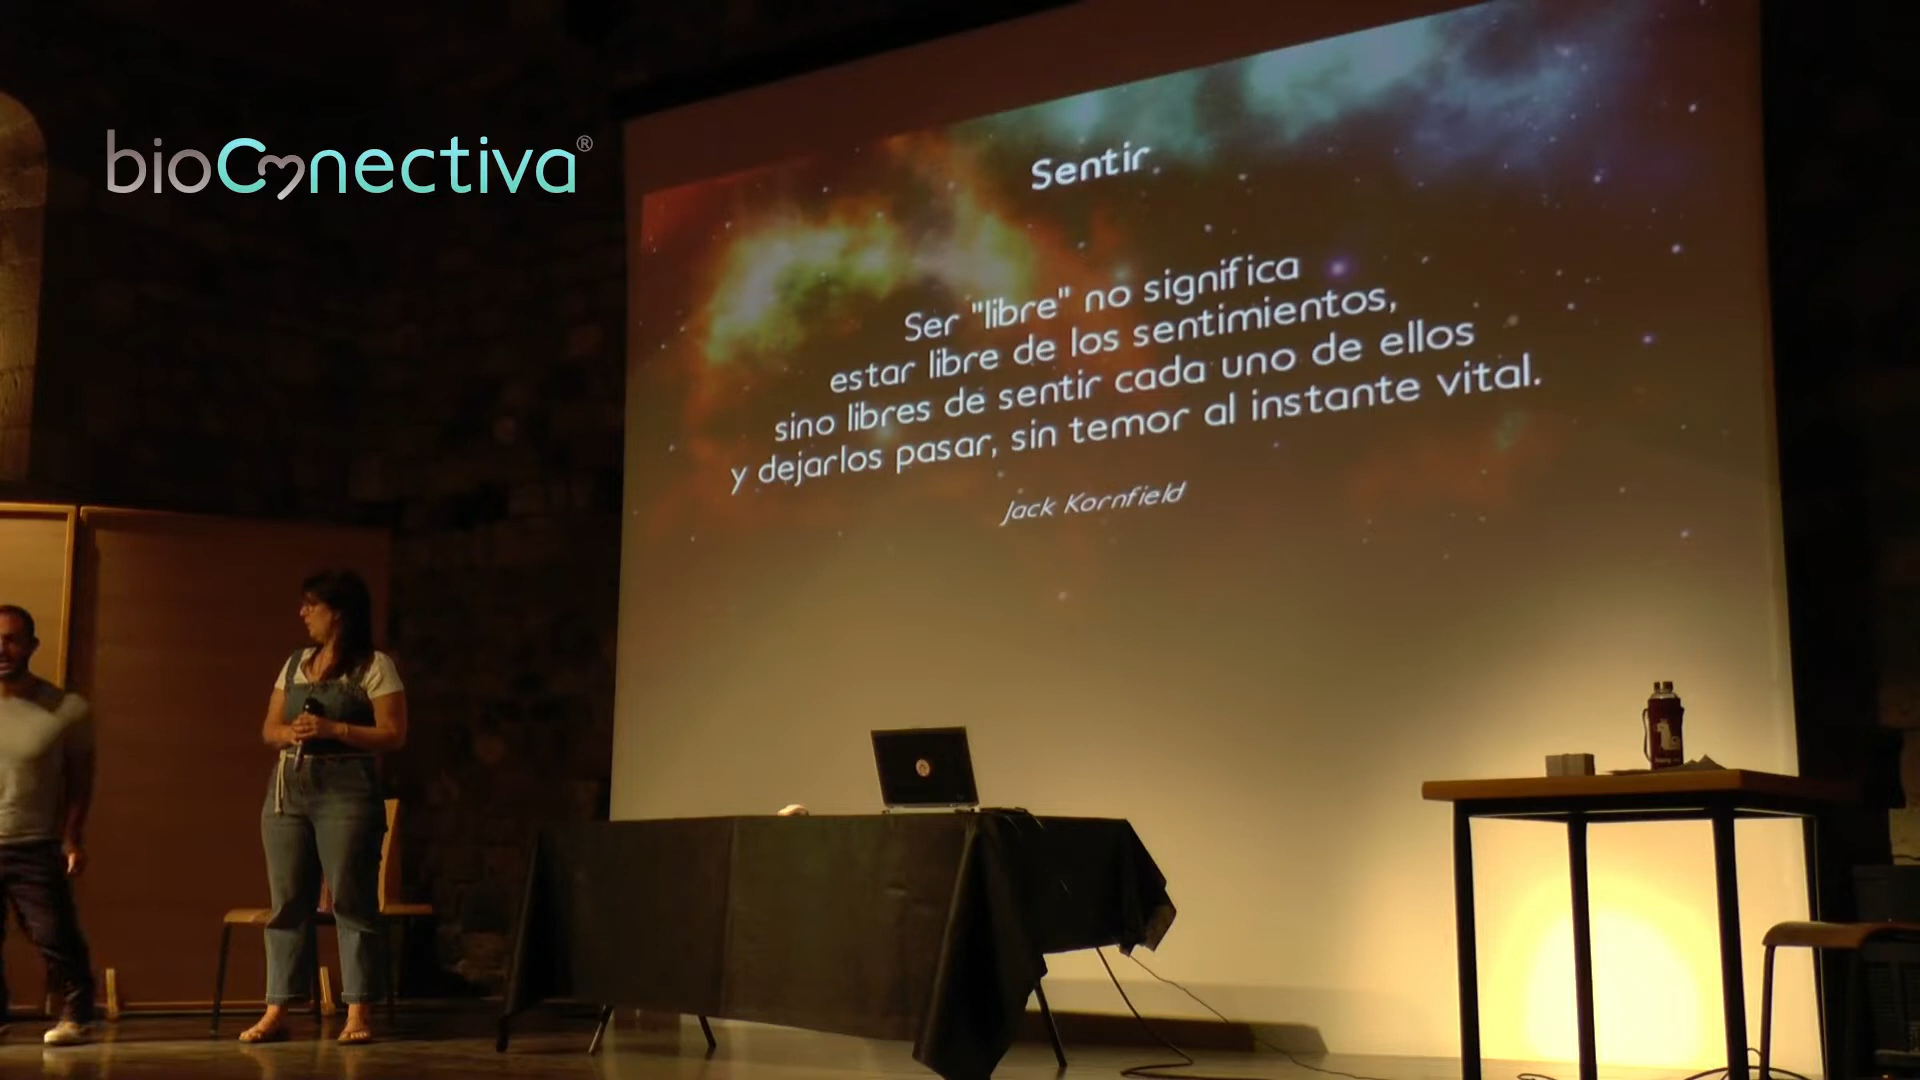 bioConectiva®
Sentir
Ser "libre" no significa
estar libre de los sentimientos,
sino libres de sentir cada uno de ellos
y dejarlos pasar, sin temor al instante vital.
Jack Kornfield